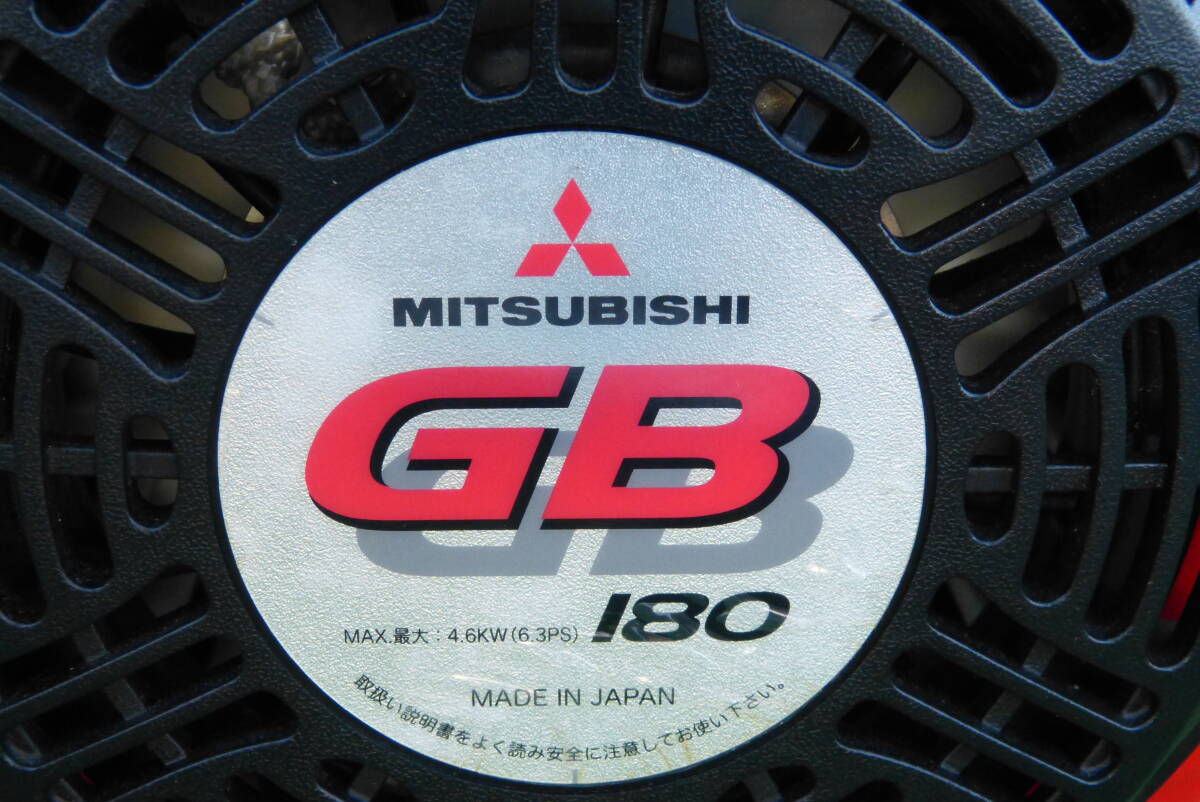 MITSUBISHI
GB
180
MAX.最大：4.6KW(6.3PS)
MADE IN JAPAN
取扱い説明書をよく読み安全に注意してお使い下さい。